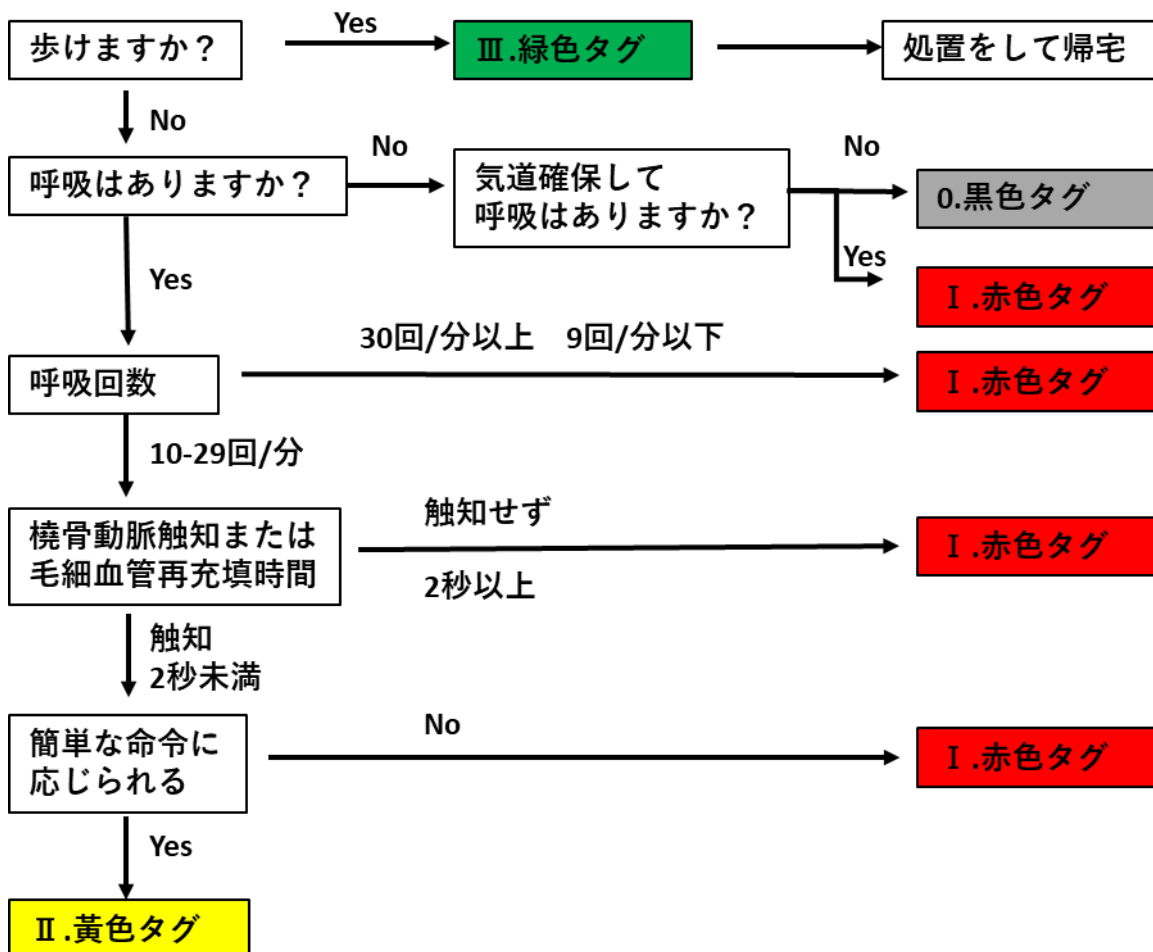 歩けますか？
Yes
Ⅲ.緑色タグ
処置をして帰宅
No
呼吸はありますか？
No
気道確保して
呼吸はありますか？
No
0.黒色タグ
Yes
Ⅰ.赤色タグ
Yes
30回/分以上　9回/分以下
呼吸回数
Ⅰ.赤色タグ
10-29回/分
橈骨動脈触知または
毛細血管再充填時間
触知せず
2秒以上
Ⅰ.赤色タグ
触知
2秒未満
簡単な命令に
応じられる
No
Ⅰ.赤色タグ
Yes
Ⅱ.黃色タグ